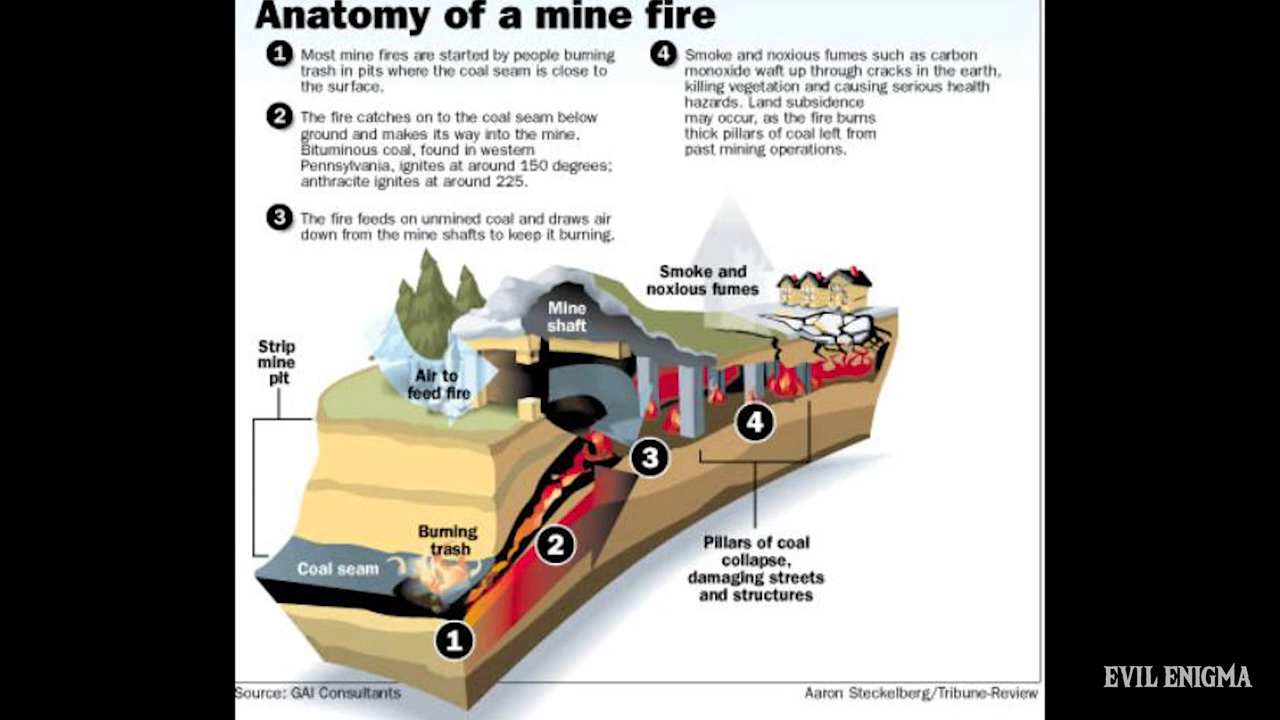 Anatomy of a mine fire
1 Most mine fires are started by people burning
trash in pits where the coal seam is close to
the surface.
2 The fire catches on to the coal seam below
ground and makes its way into the mine.
Bituminous coal, found in western
Pennsylvania, ignites at around 150 degrees;
anthracite ignites at around 225.
3 The fire feeds on unmined coal and draws air
down from the mine shafts to keep it burning.
4 Smoke and noxious fumes such as carbon
monoxide waft up through cracks in the earth,
killing vegetation and causing serious health
hazards. Land subsidence
may occur, as the fire burns
thick pillars of coal left from
past mining operations.
Smoke and
noxious fumes
Mine
shaft
Strip
mine
pit
Air to
feed fire
4
3
Burning
trash
2
Pillars of coal
collapse,
damaging streets
and structures
Coal seam
1
Source: GAI Consultants
Aaron Steckelberg/Tribune-Review
EVIL ENIGMA